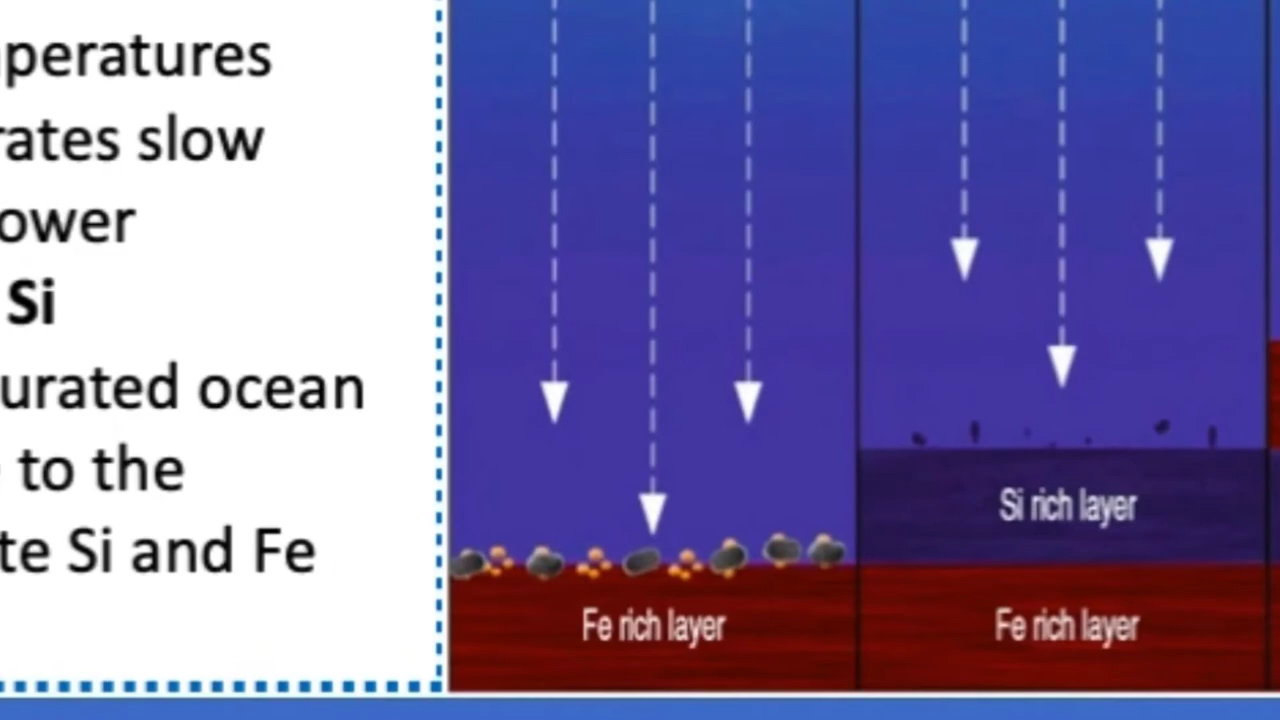 peratures
rates slow
ower
Si
urated ocean
to the
te Si and Fe
Si rich layer
Fe rich layer
Fe rich layer